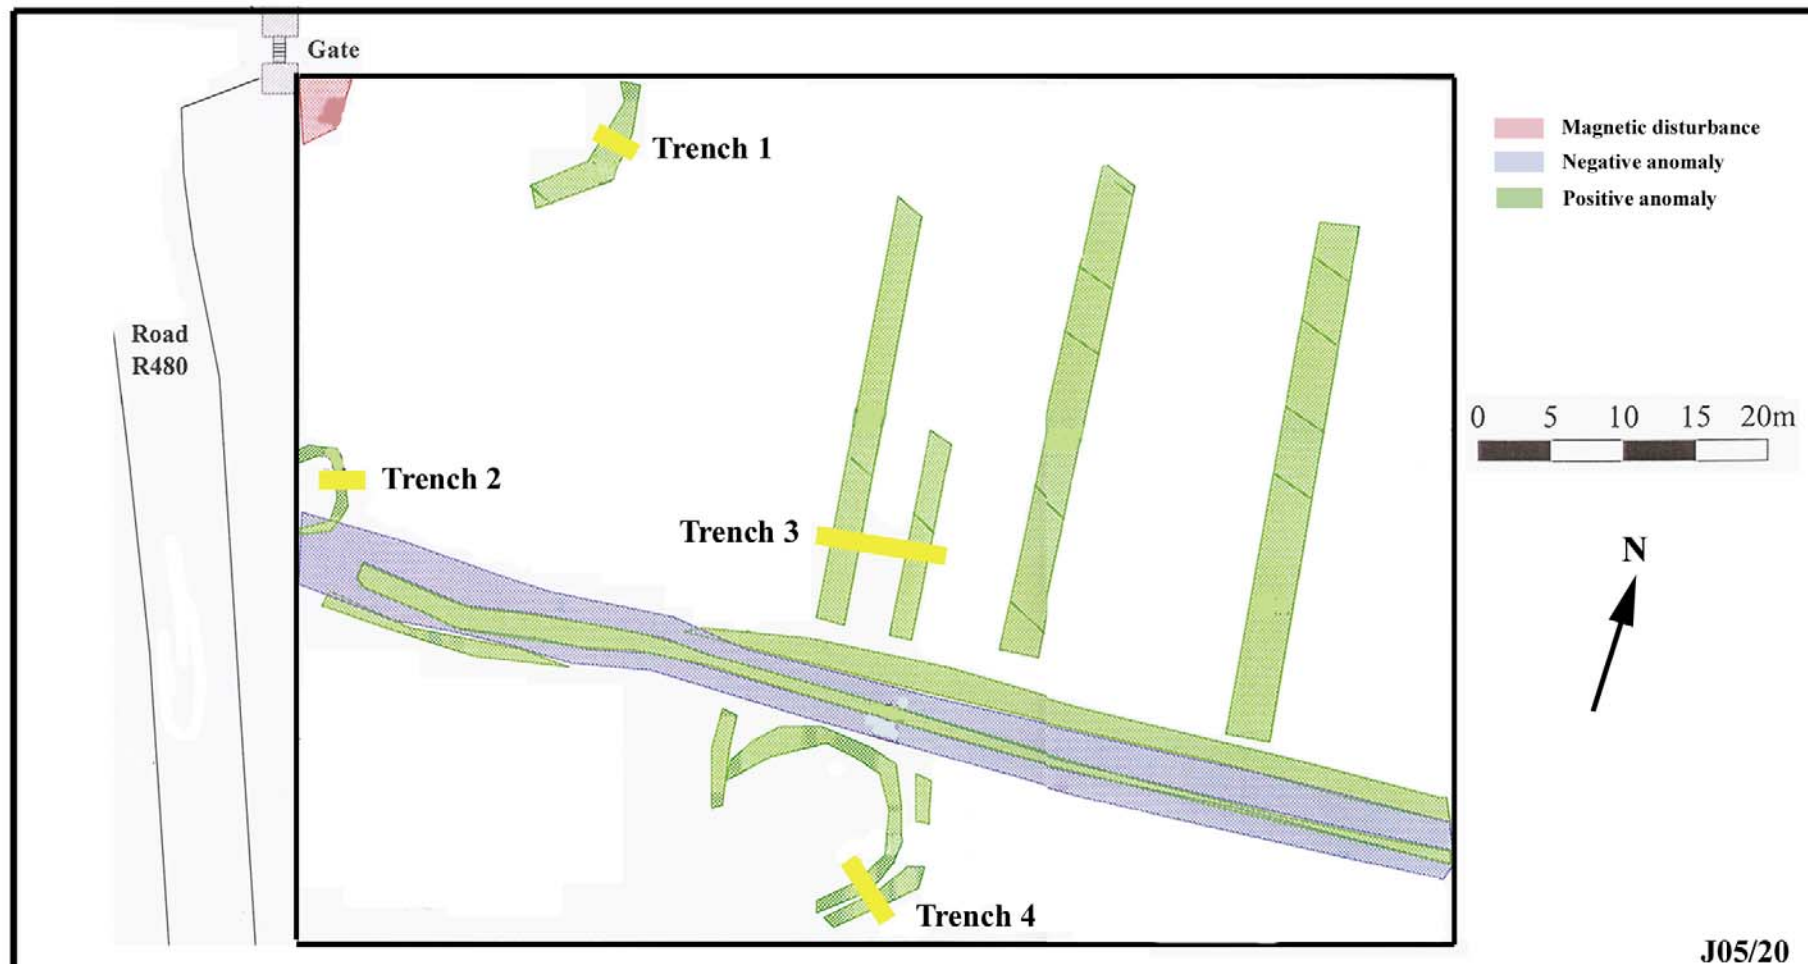 Gate
Trench 1
Magnetic disturbance
Negative anomaly
Positive anomaly
Road
R480
0 5 10 15 20m
Trench 2
Trench 3
N
Trench 4
J05/20